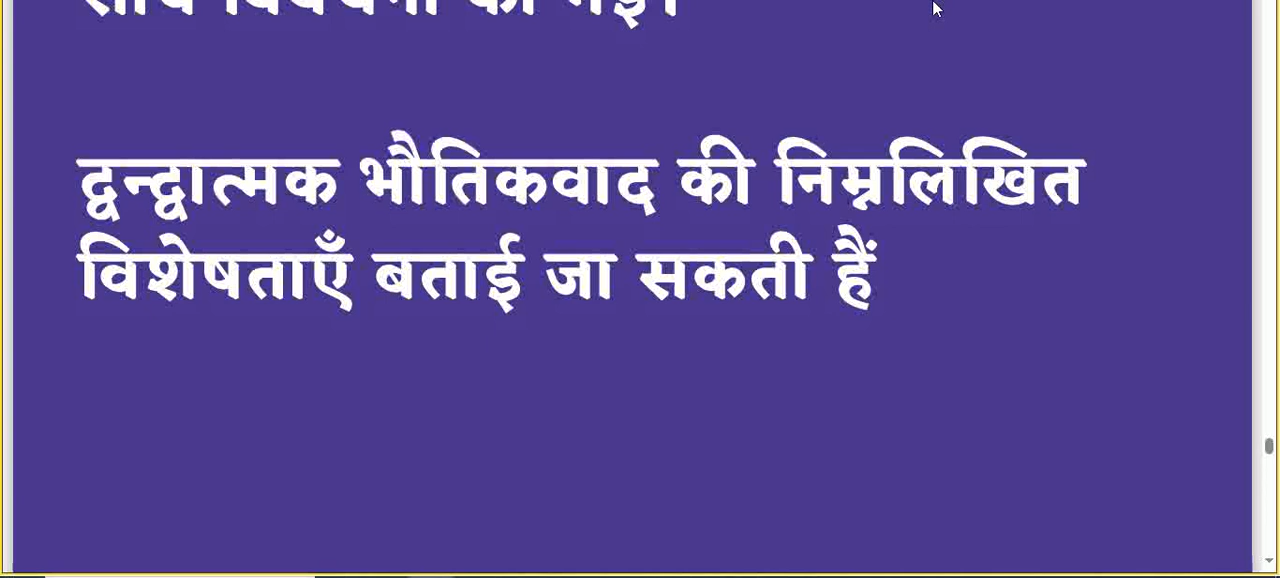 द्वन्द्वात्मक भौतिकवाद की निम्नलिखित
विशेषताएँ बताई जा सकती हैं